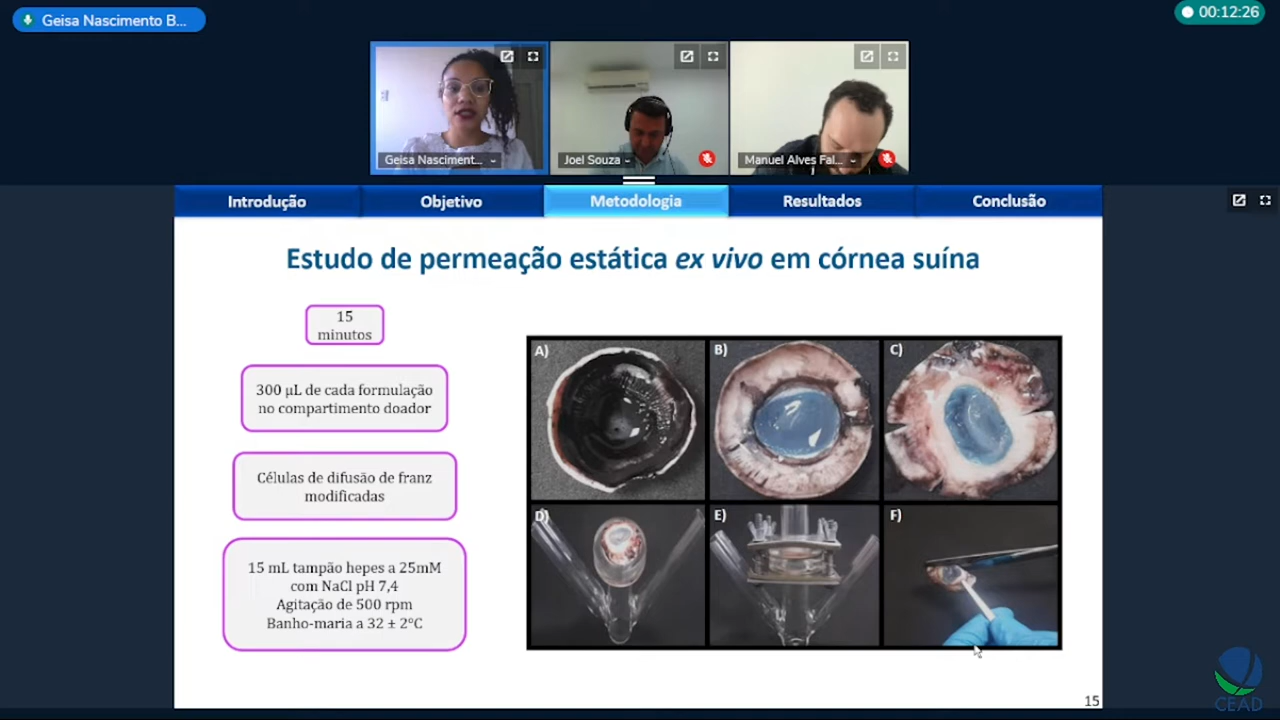 Geisa Nascimento B...
00:12:26
Geisa Nasciment...
Joel Souza
Manuel Alves Fal...
Introdução
Objetivo
Metodologia
Resultados
Conclusão
Estudo de permeação estática ex vivo em córnea suína
15
minutos
300 µL de cada formulação
no compartimento doador
Células de difusão de franz
modificadas
15 mL tampão hepes a 25mM
com NaCl pH 7,4
Agitação de 500 rpm
Banho-maria a 32 ± 2°C
A)
B)
C)
D)
E)
F)
15
CEAD